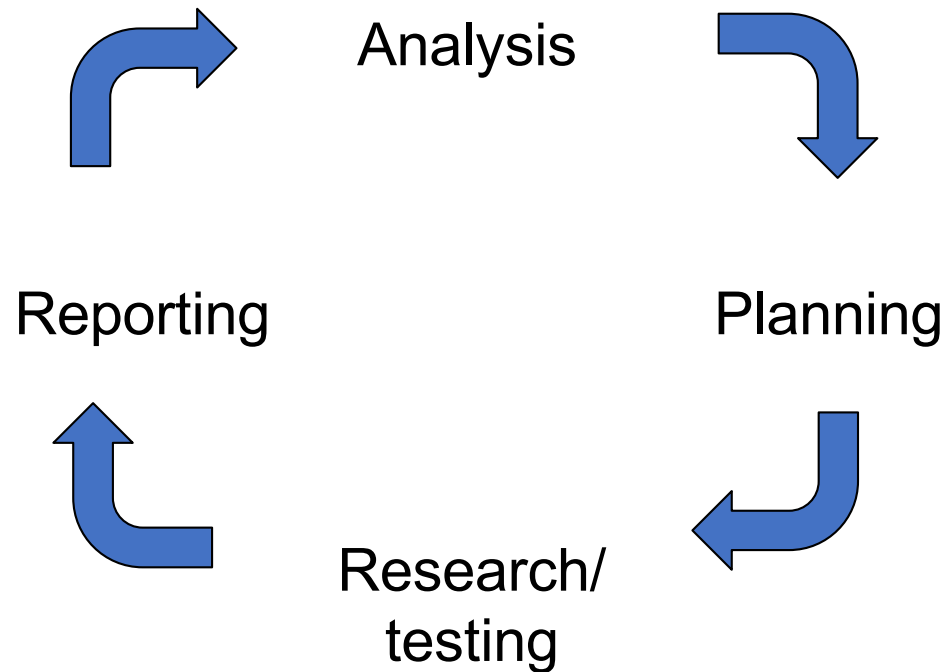 Analysis
Reporting
Planning
Research/
testing